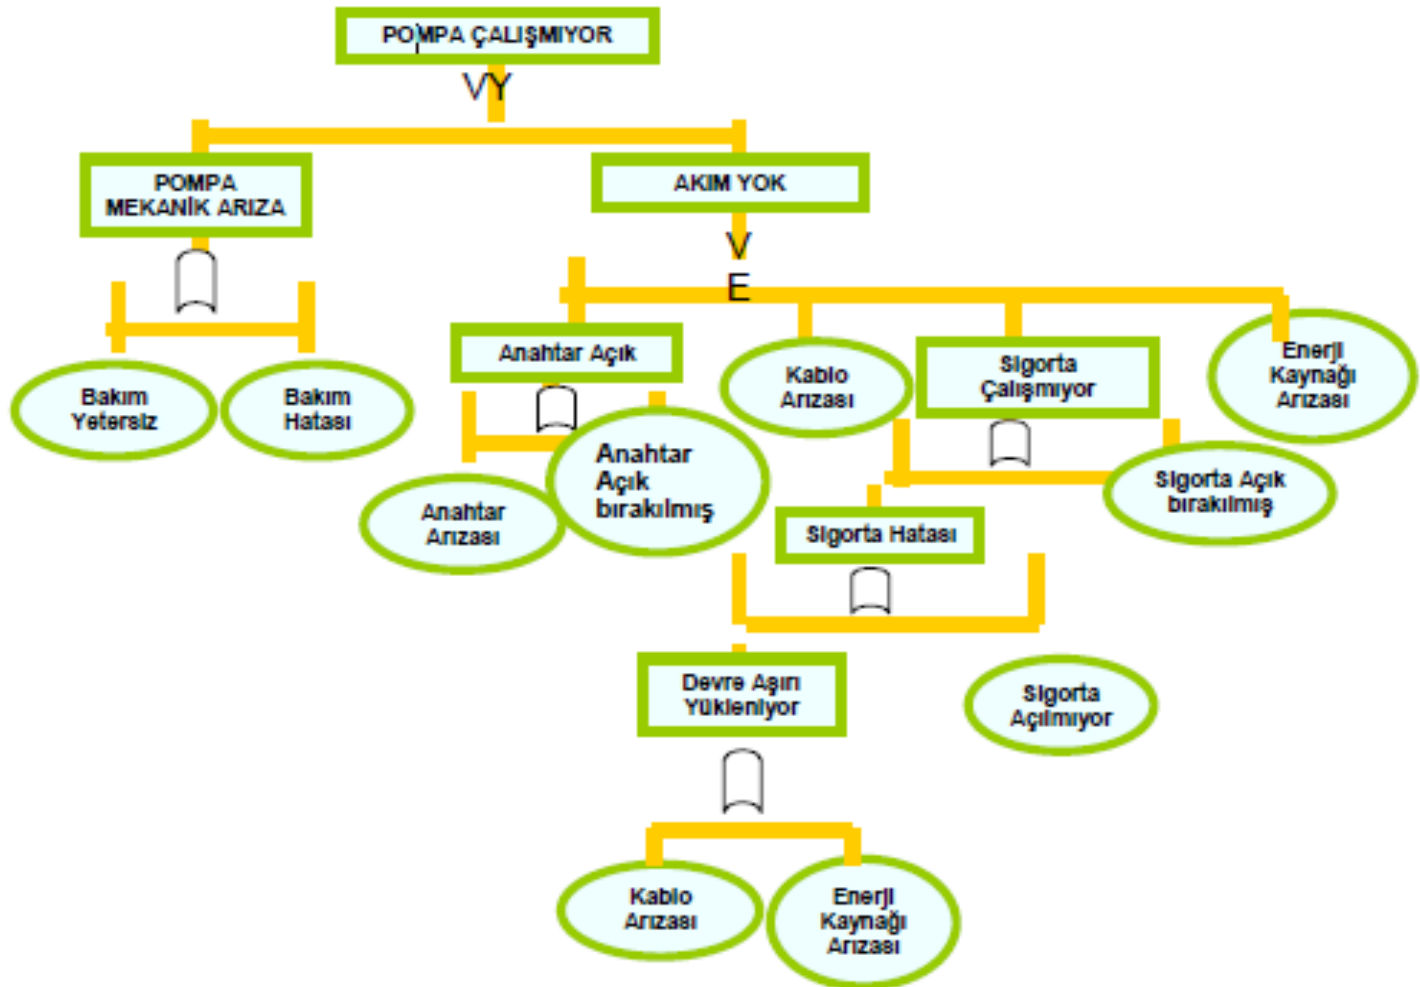 POMPA ÇALIŞMIYOR
VY
POMPA
MEKANİK ARIZA
AKIM YOK
V
E
Anahtar Açık
Kablo
Arızası
Sigorta
Çalışmıyor
Enerji
Kaynağı
Arızası
Bakım
Yetersiz
Bakım
Hatası
Anahtar
Arızası
Anahtar
Açık
bırakılmış
Sigorta Açık
bırakılmış
Sigorta Hatası
Devre Aşırı
Yükleniyor
Sigorta
Açılmıyor
Kablo
Arızası
Enerji
Kaynağı
Arızası